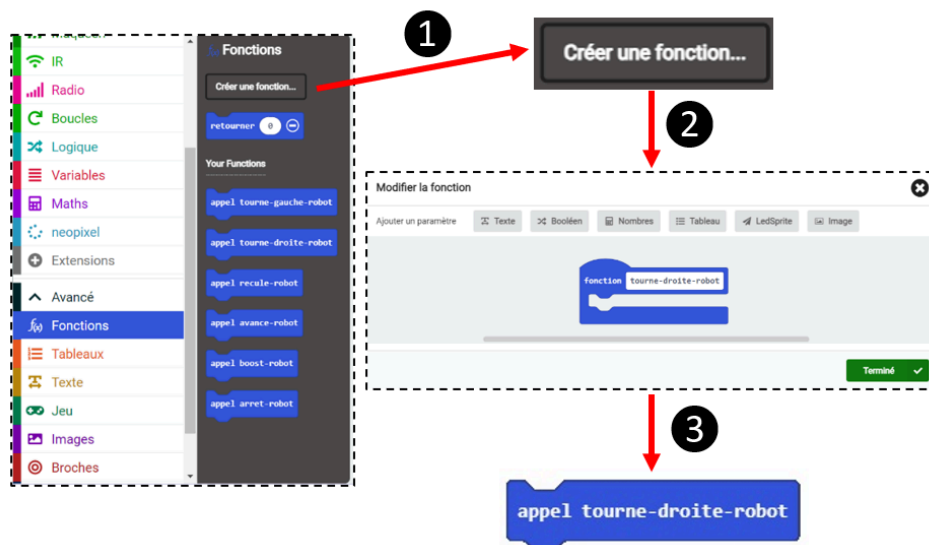 Maqueen
IR
Radio
Boucles
Logique
Variables
Maths
neopixel
Extensions
Avancé
f(x) Fonctions
Tableaux
Texte
Jeu
Images
Broches
Fonctions
Créer une fonction...
retourner 0
Your Functions
appel tourne-gauche-robot
appel tourne-droite-robot
appel recule-robot
appel avance-robot
appel boost-robot
appel arret-robot
1
Créer une fonction...
2
Modifier la fonction
Ajouter un paramètre Texte Booléen Nombres Tableau LedSprite Image
fonction tourne-droite-robot
Terminé
3
appel tourne-droite-robot